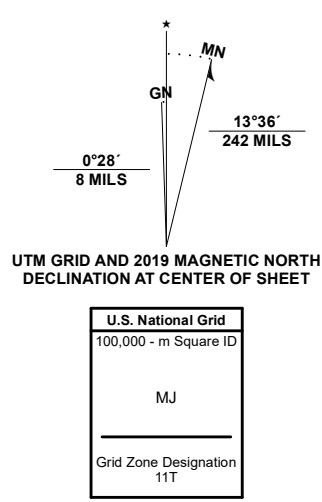 ★
MN
GN
13°36´
242 MILS
0°28´
8 MILS
UTM GRID AND 2019 MAGNETIC NORTH
DECLINATION AT CENTER OF SHEET
U.S. National Grid
100,000 - m Square ID
MJ
Grid Zone Designation
11T